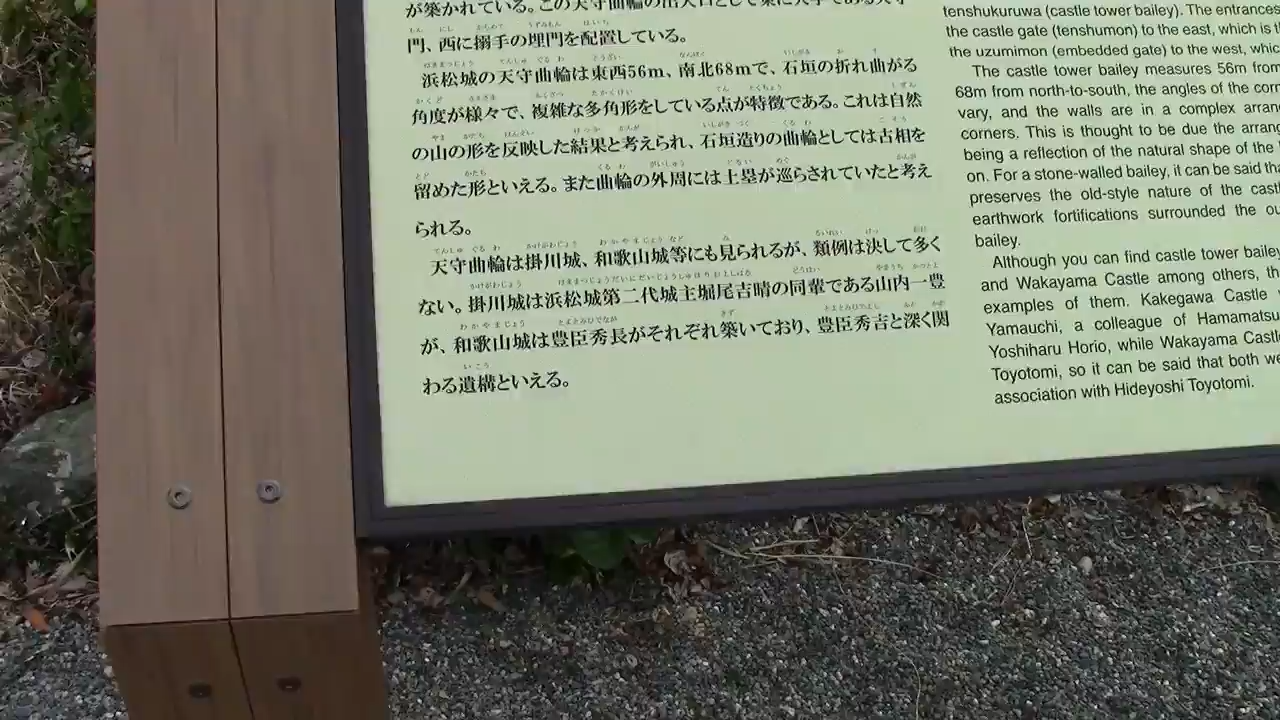 が築かれている。この天守曲輪の出入口として東に大手である天守
門、西に搦手の埋門を配置している。
浜松城の天守曲輪は東西56m、南北68mで、石垣の折れ曲がる
角度が様々で、複雑な多角形をしている点が特徴である。これは自然
の山の形を反映した結果と考えられ、石垣造りの曲輪としては古相を
留めた形といえる。また曲輪の外周には土塁が巡らされていたと考え
られる。
天守曲輪は掛川城、和歌山城等にも見られるが、類例は決して多く
ない。掛川城は浜松城第二代城主堀尾吉晴の同輩である山内一豊
が、和歌山城は豊臣秀長がそれぞれ築いており、豊臣秀吉と深く関
わる遺構といえる。
tenshukuruwa (castle tower bailey). The entrances
the castle gate (tenshumon) to the east, which is
the uzumimon (embedded gate) to the west, which
The castle tower bailey measures 56m from
68m from north-to-south, the angles of the
vary, and the walls are in a complex
corners. This is thought to be due the
being a reflection of the natural shape of the
on. For a stone-walled bailey, it can be said
preserves the old-style nature of the
earthwork fortifications surrounded the
bailey.
Although you can find castle tower
and Wakayama Castle among others,
examples of them. Kakegawa Castle
Yamauchi, a colleague of
Yoshiharu Horio, while Wakayama
Toyotomi, so it can be said that both
association with Hideyoshi Toyotomi.